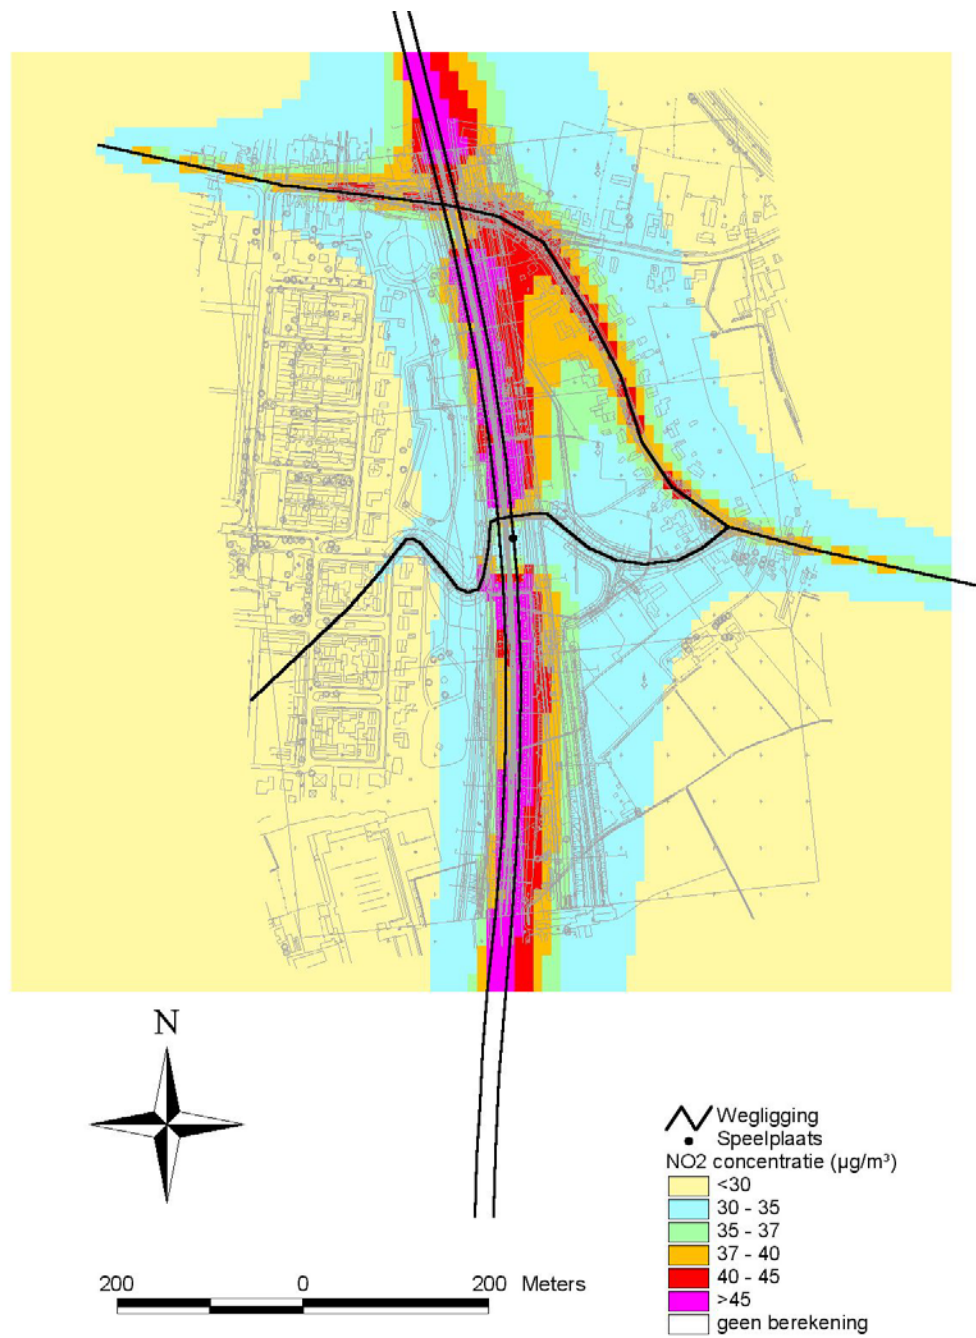 N
Wegligging
Speelplaats
NO2 concentratie (µg/m³)
<30
30 - 35
35 - 37
37 - 40
40 - 45
>45
geen berekening
200 0 200 Meters